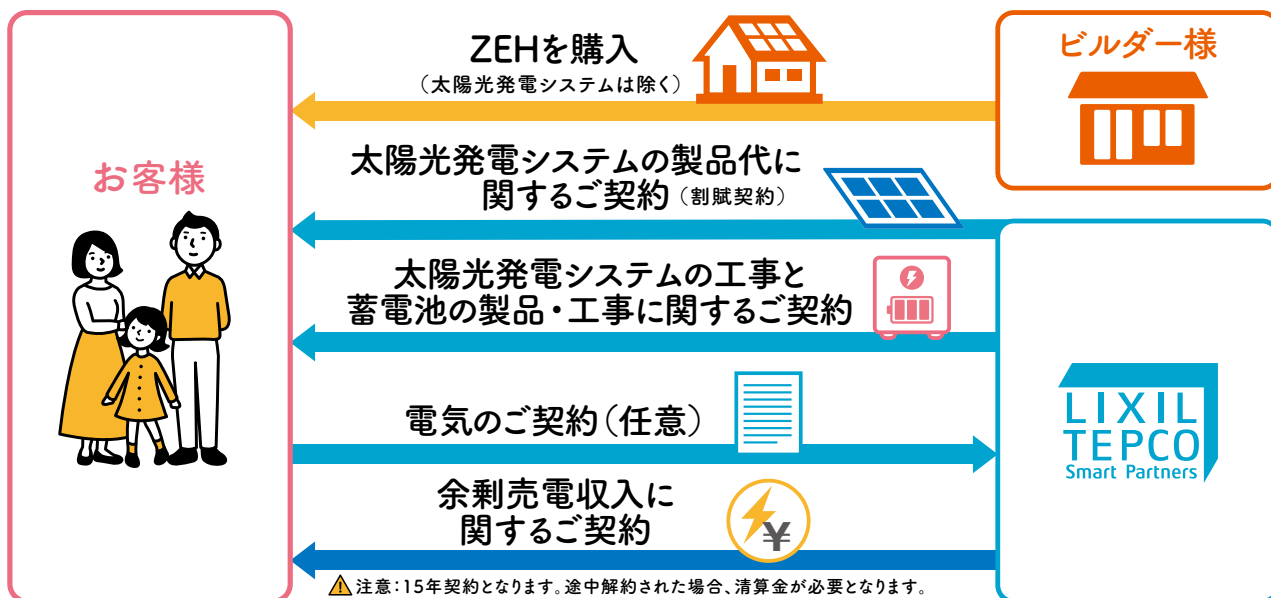 ZEHを購入
（太陽光発電システムは除く）
ビルダー様
お客様
太陽光発電システムの製品代に
関するご契約（割賦契約）
太陽光発電システムの工事と
蓄電池の製品・工事に関するご契約
電気のご契約（任意）
LIXIL
TEPCO
Smart Partners
余剰売電収入に
関するご契約
¥
注意：15年契約となります。途中解約された場合、清算金が必要となります。